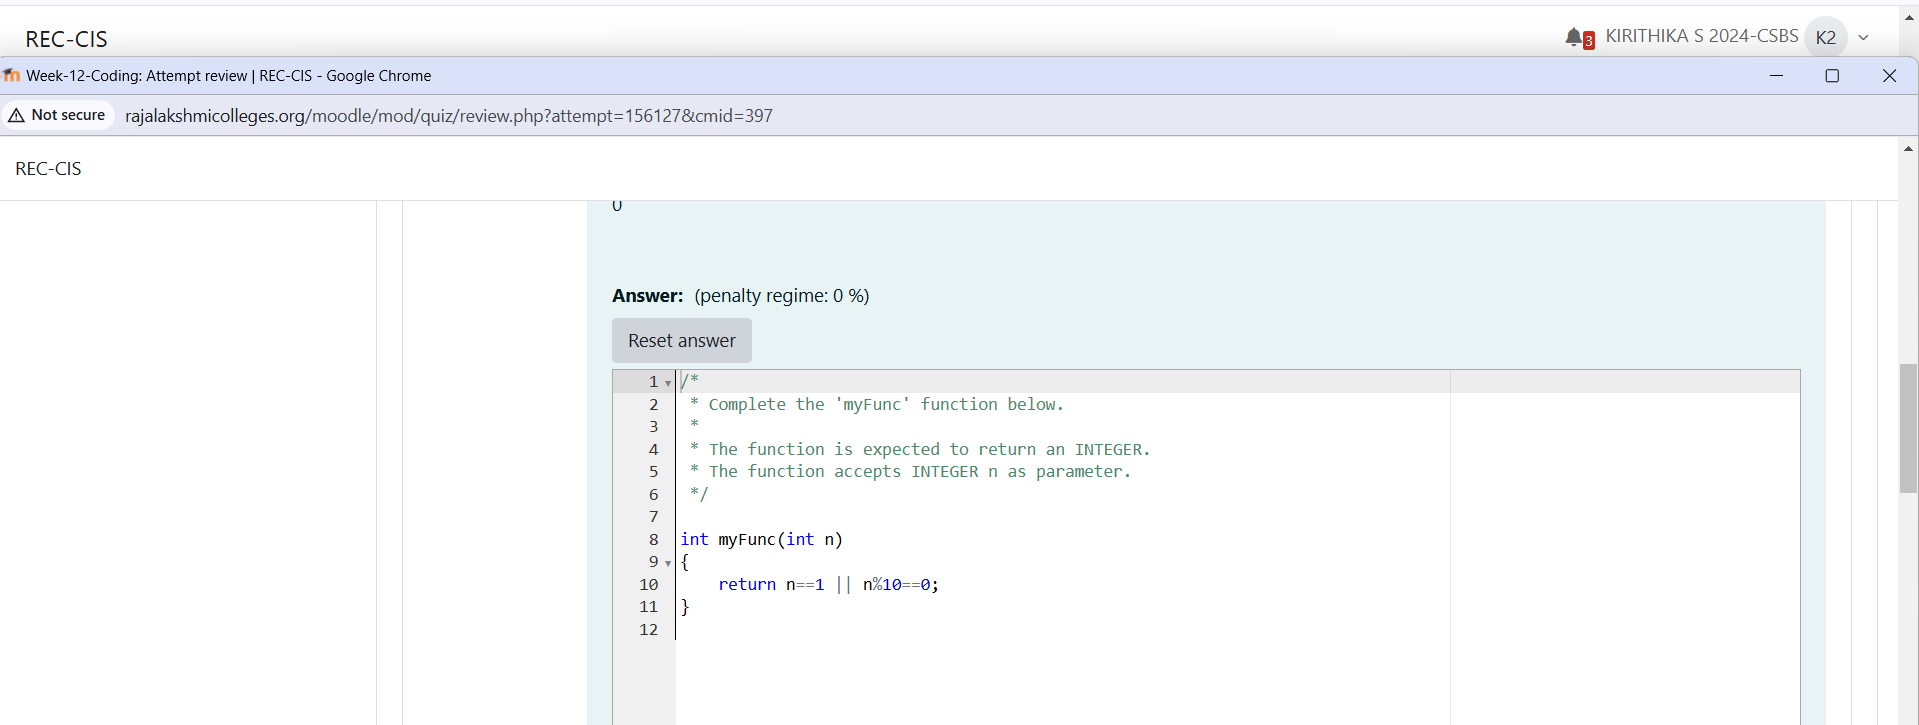 REC-CIS
3 KIRITHIKA S 2024-CSBS K2
Week-12-Coding: Attempt review | REC-CIS - Google Chrome
Not secure rajalakshmicolleges.org/moodle/mod/quiz/review.php?attempt=156127&cmid=397
REC-CIS
0
Answer: (penalty regime: 0 %)
Reset answer
1 /*
2 * Complete the 'myFunc' function below.
3 *
4 * The function is expected to return an INTEGER.
5 * The function accepts INTEGER n as parameter.
6 */
7
8 int myFunc(int n)
9 {
10 return n==1 || n%10==0;
11 }
12